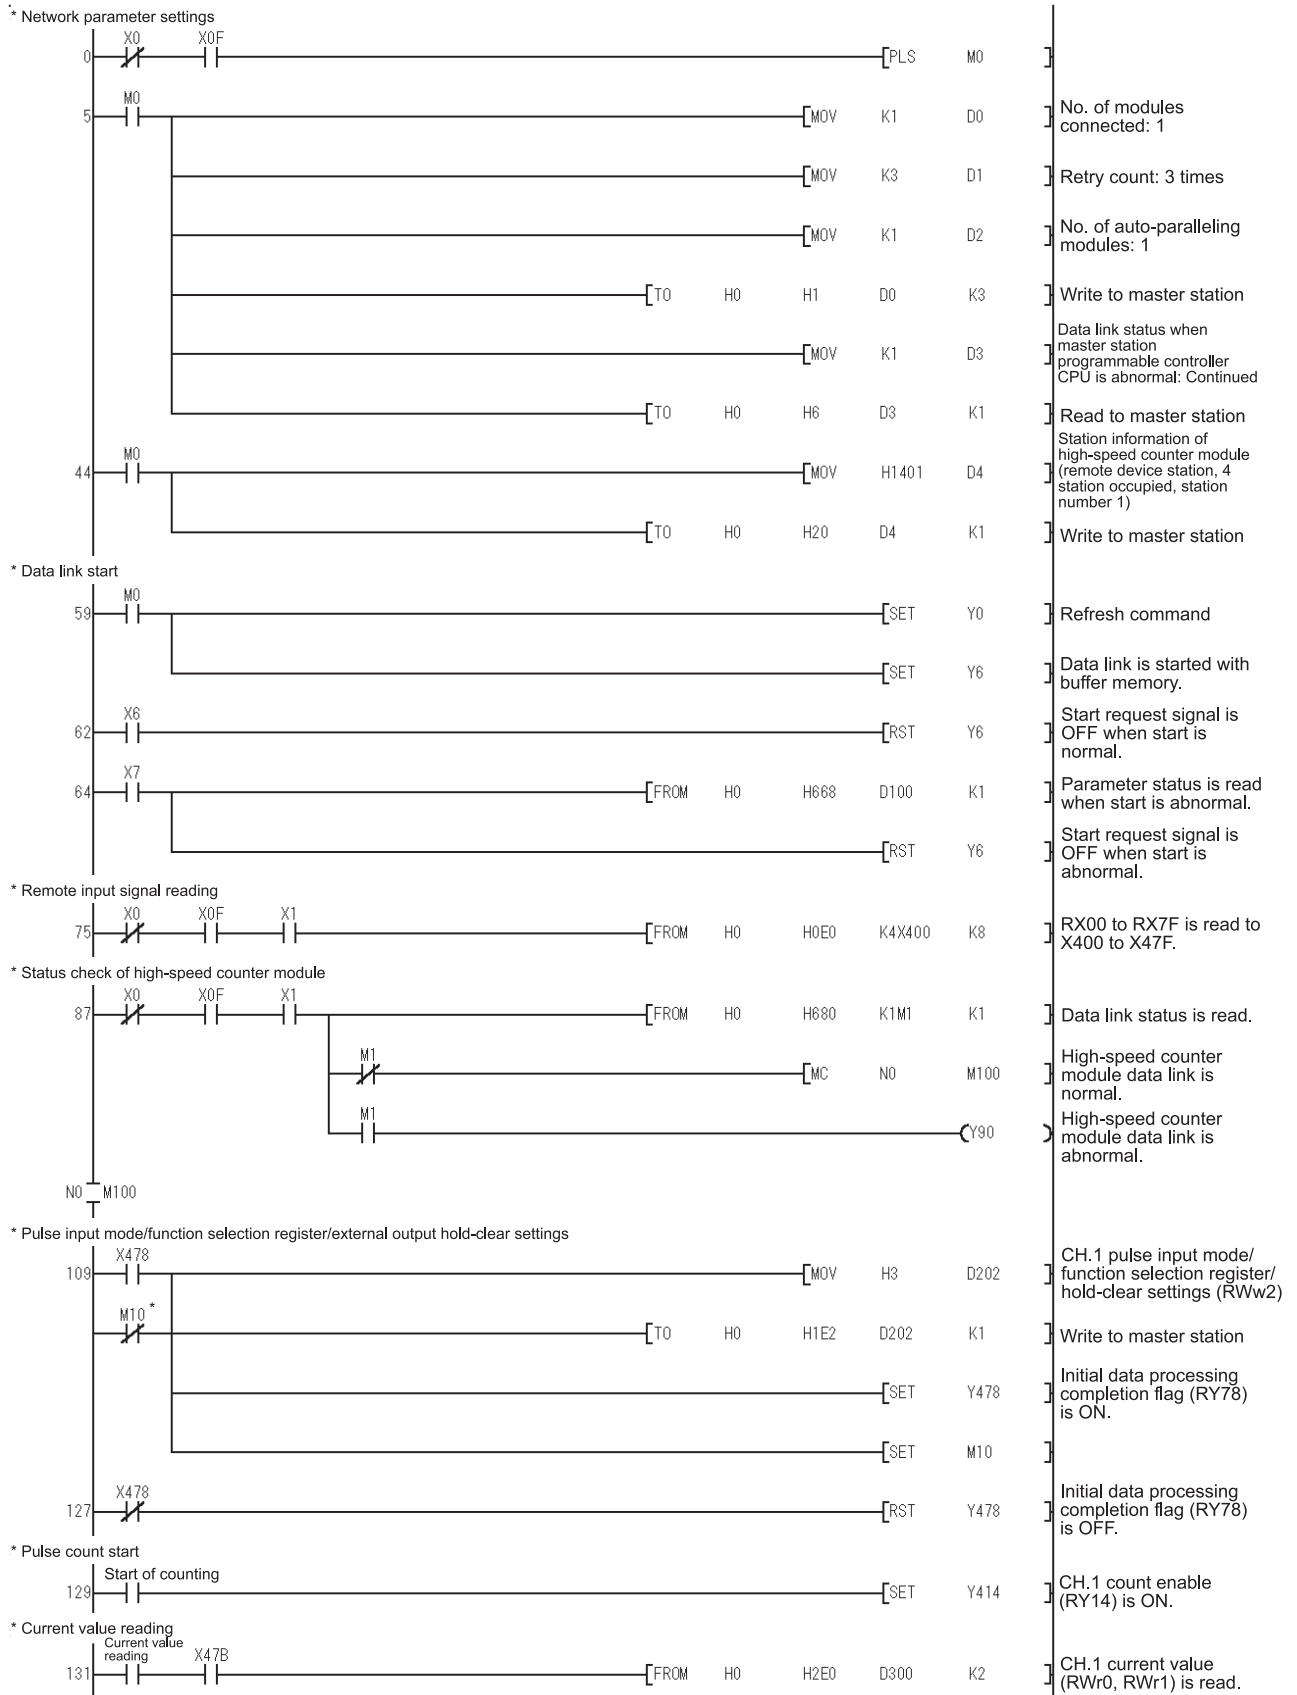 * Network parameter settings
X0 X0F
0 PLS M0
M0
5 MOV K1 D0 No. of modules
connected: 1
MOV K3 D1 Retry count: 3 times
MOV K1 D2 No. of auto-paralleling
modules: 1
TO H0 H1 D0 K3 Write to master station
MOV K1 D3 Data link status when
master station
programmable controller
CPU is abnormal: Continued
TO H0 H6 D3 K1 Read to master station
M0
44 MOV H1401 D4 Station information of
high-speed counter module
(remote device station, 4
station occupied, station
number 1)
TO H0 H20 D4 K1 Write to master station
* Data link start
M0
59 SET Y0 Refresh command
SET Y6 Data link is started with
buffer memory.
X6
62 RST Y6 Start request signal is
OFF when start is
normal.
X7
64 FROM H0 H668 D100 K1 Parameter status is read
when start is abnormal.
RST Y6 Start request signal is
OFF when start is
abnormal.
* Remote input signal reading
X0 X0F X1
75 FROM H0 H0E0 K4X400 K8 RX00 to RX7F is read to
X400 to X47F.
* Status check of high-speed counter module
X0 X0F X1
87 FROM H0 H680 K1M1 K1 Data link status is read.
M1
MC N0 M100 High-speed counter
module data link is
normal.
M1
Y90 High-speed counter
module data link is
abnormal.
N0 M100
* Pulse input mode/function selection register/external output hold-clear settings
X478
109 MOV H3 D202 CH.1 pulse input mode/
function selection register/
hold-clear settings (RWw2)
M10 *
TO H0 H1E2 D202 K1 Write to master station
SET Y478 Initial data processing
completion flag (RY78)
is ON.
SET M10
X478
127 RST Y478 Initial data processing
completion flag (RY78)
is OFF.
* Pulse count start
Start of counting
129 SET Y414 CH.1 count enable
(RY14) is ON.
* Current value reading
Current value
reading X47B
131 FROM H0 H2E0 D300 K2 CH.1 current value
(RWr0, RWr1) is read.